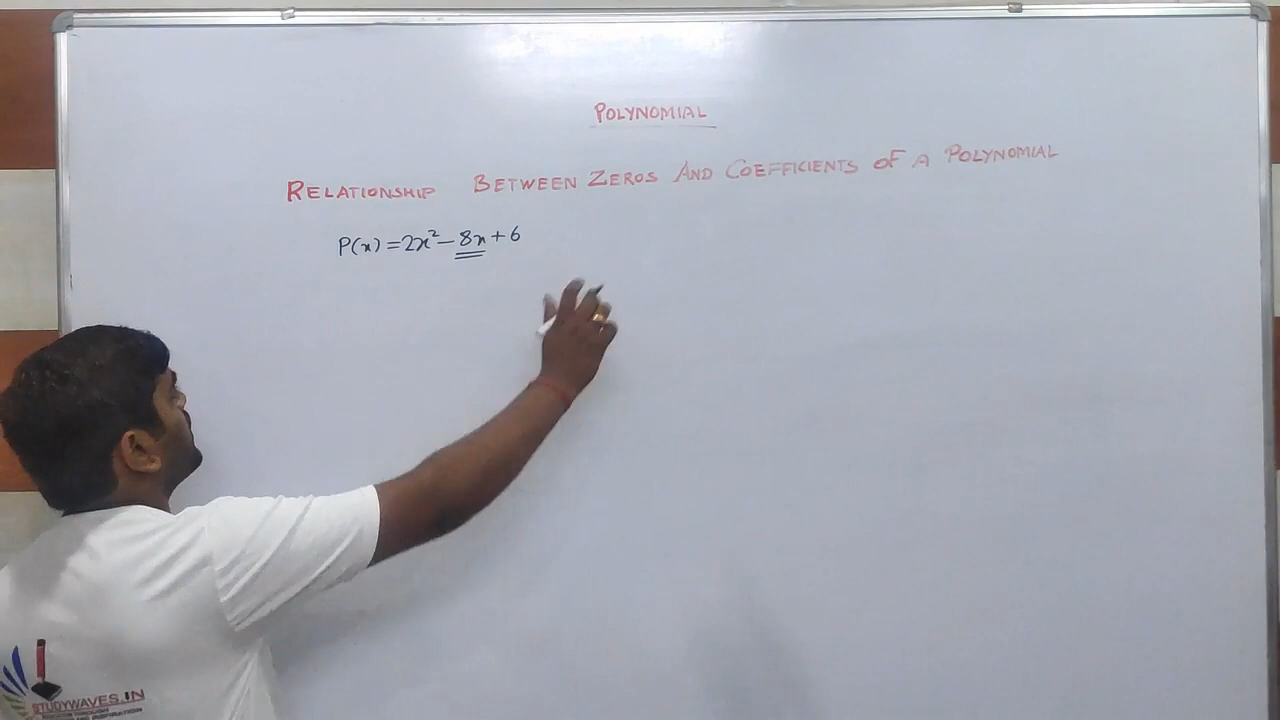 POLYNOMIAL
RELATIONSHIP BETWEEN ZEROS AND COEFFICIENTS OF A POLYNOMIAL
P(x) = 2x² - 8x + 6
STUDYWAVES.IN